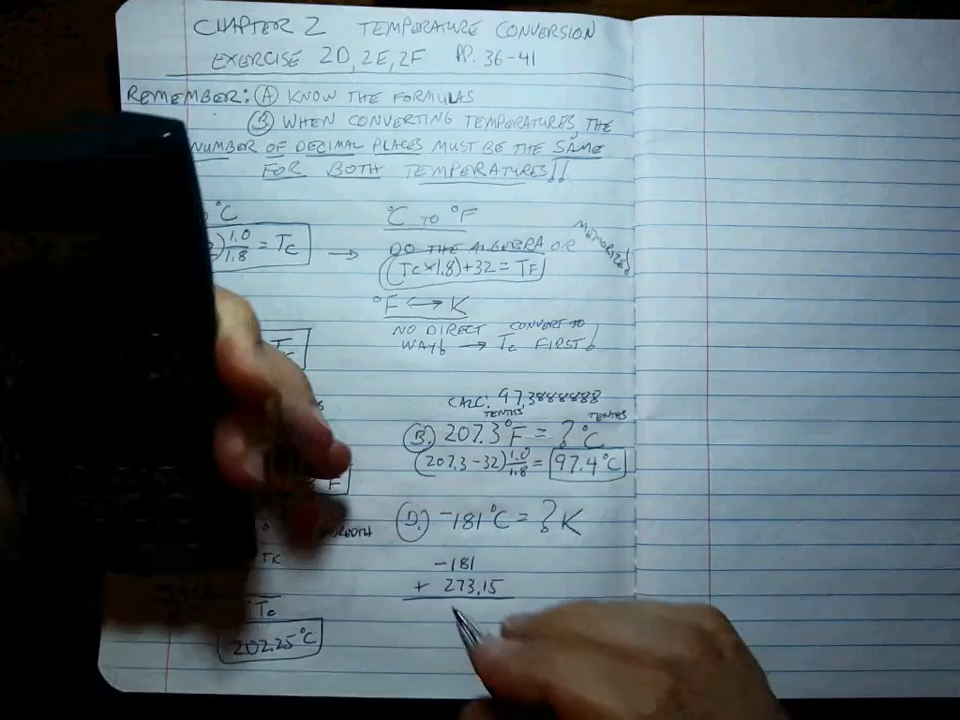 CHAPTER 2 TEMPERATURE CONVERSION
EXERCISE 2D, 2E, 2F PP. 36-41
REMEMBER: (A) KNOW THE FORMULAS
(B) WHEN CONVERTING TEMPERATURES, THE
NUMBER OF DECIMAL PLACES MUST BE THE SAME
FOR BOTH TEMPERATURES!!
°C
) 1.0/1.8 = Tc →
°C TO °F
DO THE ALGEBRA OR MEMORIZE!
(Tc×1.8)+32 = TF
°F ↔ K
NO DIRECT WAY! → CONVERT TO Tc FIRST!
CALC: 97.3888888
TENTHS TENTHS
(B.) 207.3°F = ? °C
(207.3-32) 1.0/1.8 = 97.4°C
F
(D.) -181°C = ? K
-181
+ 273.15
TK
Tc
202.25°C